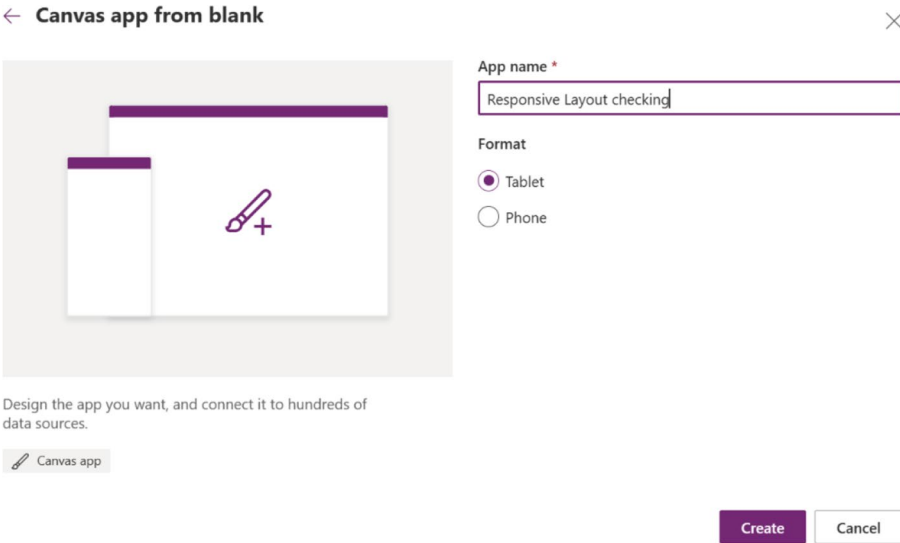 Canvas app from blank
App name *
Responsive Layout checking
Format
Tablet
Phone
Design the app you want, and connect it to hundreds of
data sources.
Canvas app
Create Cancel